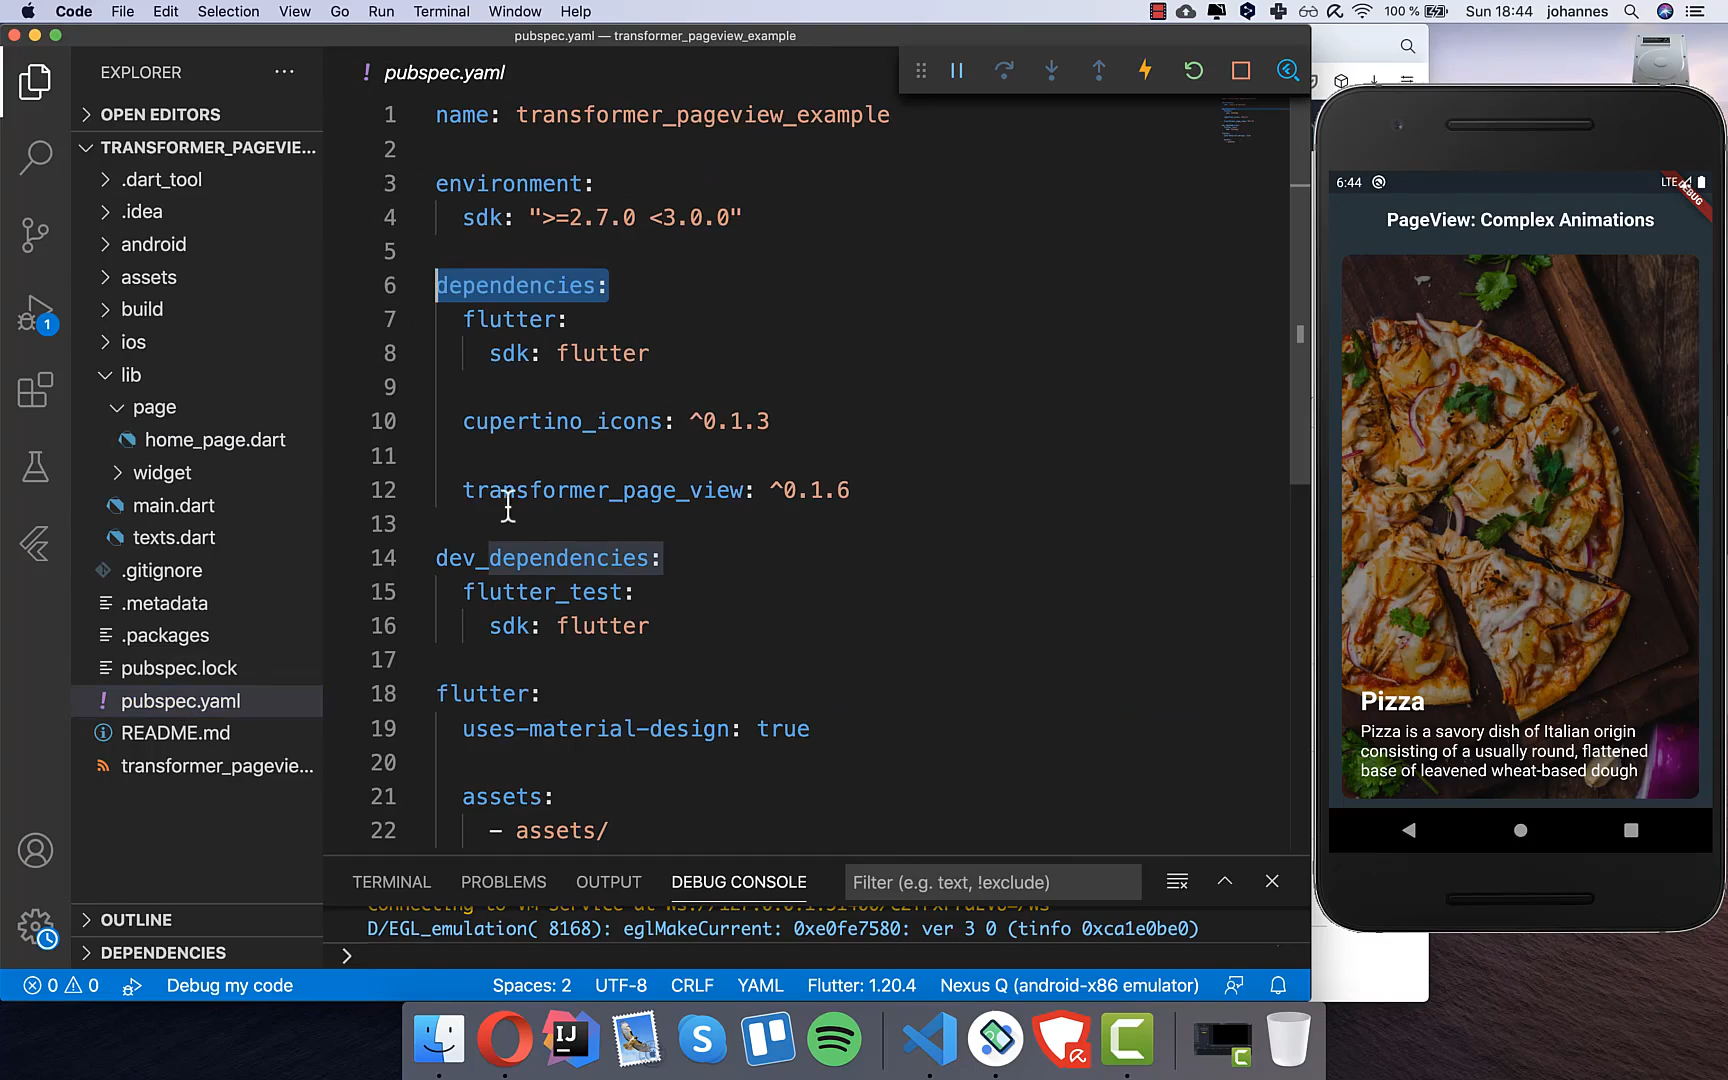 Code File Edit Selection View Go Run Terminal Window Help 100 % Sun 18:44 johannes
pubspec.yaml — transformer_pageview_example
EXPLORER
OPEN EDITORS
TRANSFORMER_PAGEVIE...
.dart_tool
.idea
android
assets
build
ios
lib
page
home_page.dart
widget
main.dart
texts.dart
.gitignore
.metadata
.packages
pubspec.lock
! pubspec.yaml
README.md
transformer_pagevie...
OUTLINE
DEPENDENCIES
1
! pubspec.yaml
1 name: transformer_pageview_example
2
3 environment:
4 sdk: ">=2.7.0 <3.0.0"
5
6 dependencies:
7 flutter:
8 sdk: flutter
9
10 cupertino_icons: ^0.1.3
11
12 transformer_page_view: ^0.1.6
13
14 dev_dependencies:
15 flutter_test:
16 sdk: flutter
17
18 flutter:
19 uses-material-design: true
20
21 assets:
22 - assets/
TERMINAL PROBLEMS OUTPUT DEBUG CONSOLE Filter (e.g. text, !exclude)
D/EGL_emulation( 8168): eglMakeCurrent: 0xe0fe7580: ver 3 0 (tinfo 0xca1e0be0)
0 0 Debug my code Spaces: 2 UTF-8 CRLF YAML Flutter: 1.20.4 Nexus Q (android-x86 emulator)
6:44 LTE
DEBUG
PageView: Complex Animations
Pizza
Pizza is a savory dish of Italian origin
consisting of a usually round, flattened
base of leavened wheat-based dough